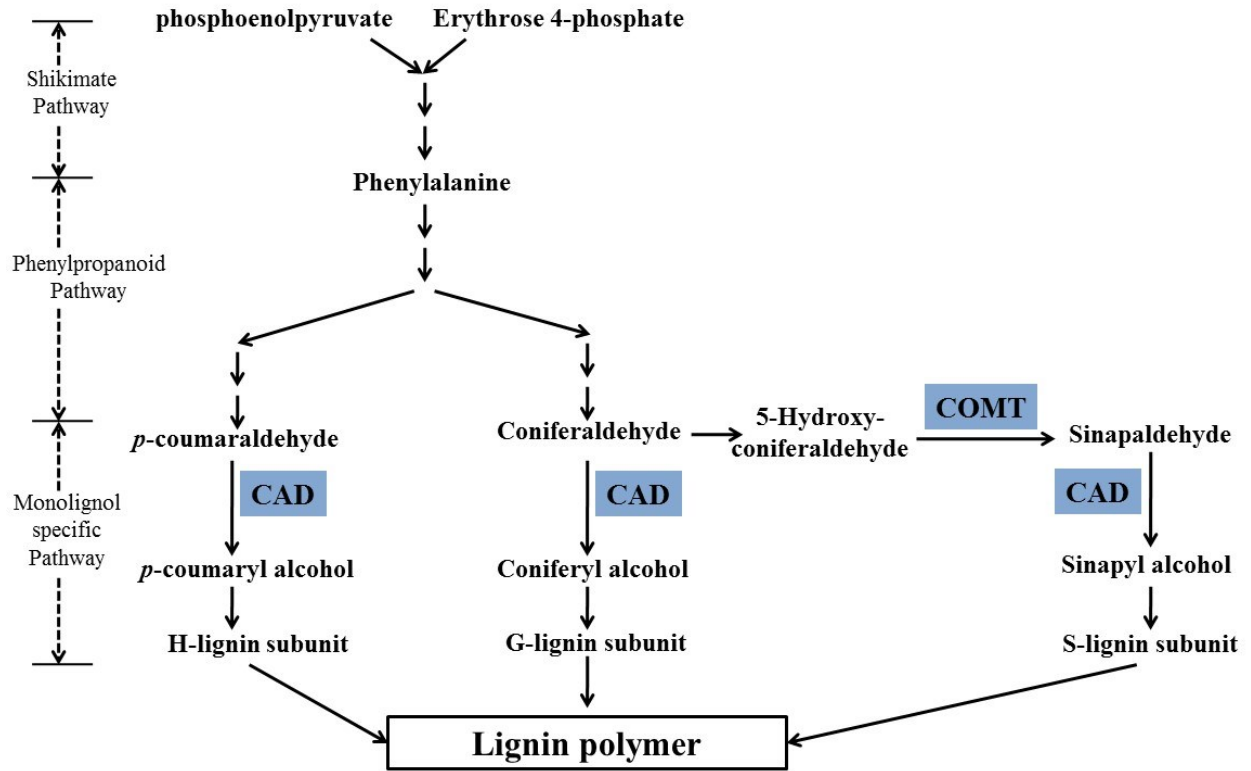 phosphoenolpyruvate Erythrose 4-phosphate
Shikimate
Pathway
Phenylalanine
Phenylpropanoid
Pathway
p-coumaraldehyde
Coniferaldehyde
5-Hydroxy-
coniferaldehyde
COMT
Sinapaldehyde
Monolignol
specific
Pathway
CAD
CAD
CAD
p-coumaryl alcohol
Coniferyl alcohol
Sinapyl alcohol
H-lignin subunit
G-lignin subunit
S-lignin subunit
Lignin polymer